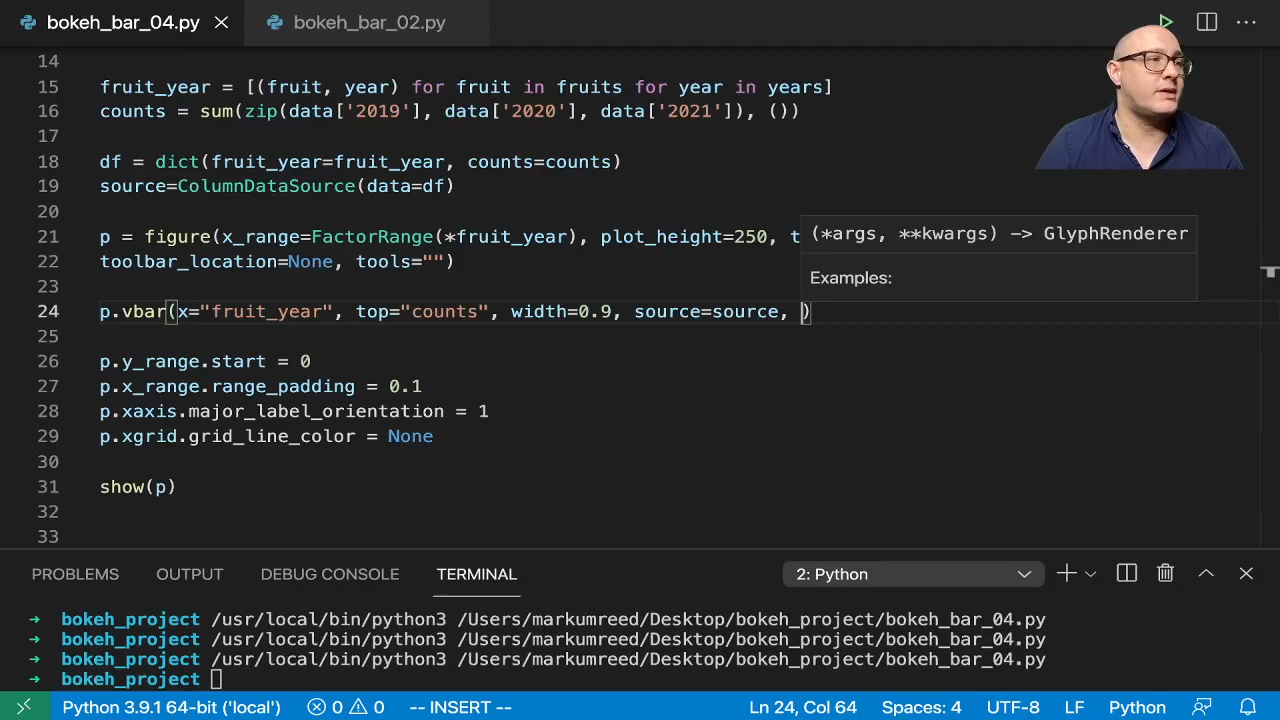 bokeh_bar_04.py
bokeh_bar_02.py
14
15 fruit_year = [(fruit, year) for fruit in fruits for year in years]
16 counts = sum(zip(data['2019'], data['2020'], data['2021']), ())
17
18 df = dict(fruit_year=fruit_year, counts=counts)
19 source=ColumnDataSource(data=df)
20
21 p = figure(x_range=FactorRange(*fruit_year), plot_height=250, t
(*args, **kwargs) —> GlyphRenderer
22 toolbar_location=None, tools="")
Examples:
23
24 p.vbar(x="fruit_year", top="counts", width=0.9, source=source, )
25
26 p.y_range.start = 0
27 p.x_range.range_padding = 0.1
28 p.xaxis.major_label_orientation = 1
29 p.xgrid.grid_line_color = None
30
31 show(p)
32
33
PROBLEMS OUTPUT DEBUG CONSOLE TERMINAL 2: Python
→ bokeh_project /usr/local/bin/python3 /Users/markumreed/Desktop/bokeh_project/bokeh_bar_04.py
→ bokeh_project /usr/local/bin/python3 /Users/markumreed/Desktop/bokeh_project/bokeh_bar_04.py
→ bokeh_project /usr/local/bin/python3 /Users/markumreed/Desktop/bokeh_project/bokeh_bar_04.py
→ bokeh_project
Python 3.9.1 64-bit ('local') 0 0 -- INSERT -- Ln 24, Col 64 Spaces: 4 UTF-8 LF Python